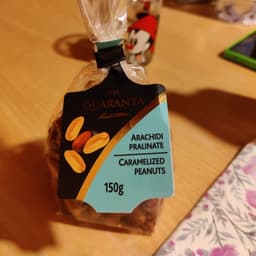 QUARANTA
ARACHIDI
PRALINATE
CARAMELIZED
PEANUTS
150g